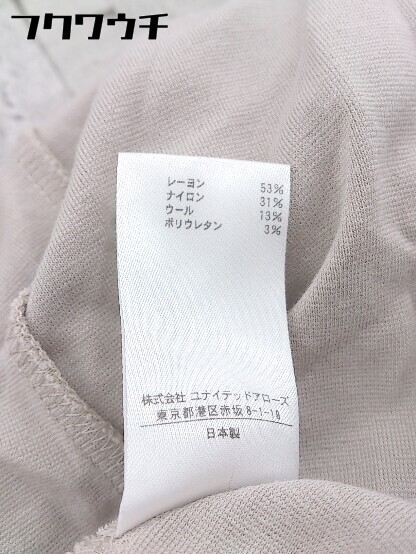 フクワウチ
レーヨン 53%
ナイロン 31%
ウール 13%
ポリウレタン 3%
株式会社 ユナイテッドアローズ
東京都港区赤坂8-1-19
日本製